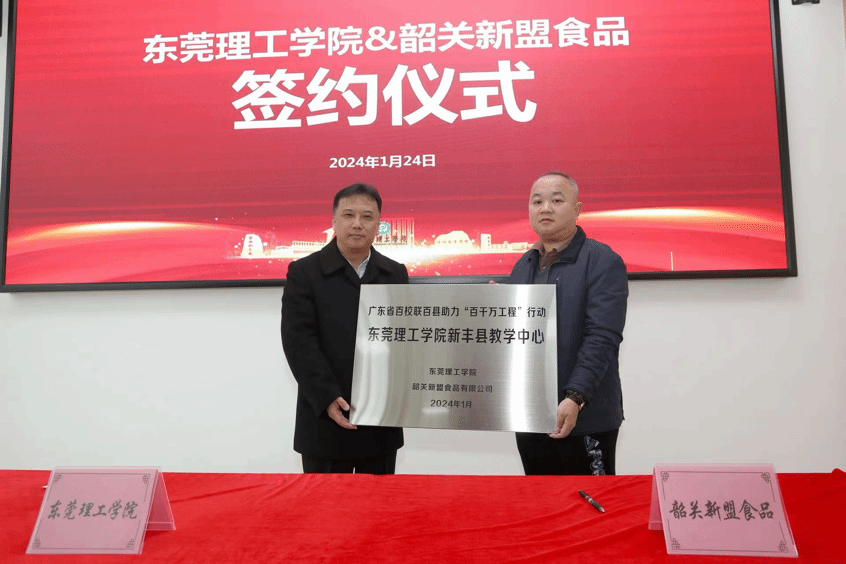 东莞理工学院&韶关新盟食品
签约仪式
2024年1月24日
理工学院
广东省百校联百县助力“百千万工程”行动
东莞理工学院新丰县教学中心
东莞理工学院
韶关新盟食品有限公司
2024年1月
东莞理工学院
韶关新盟食品